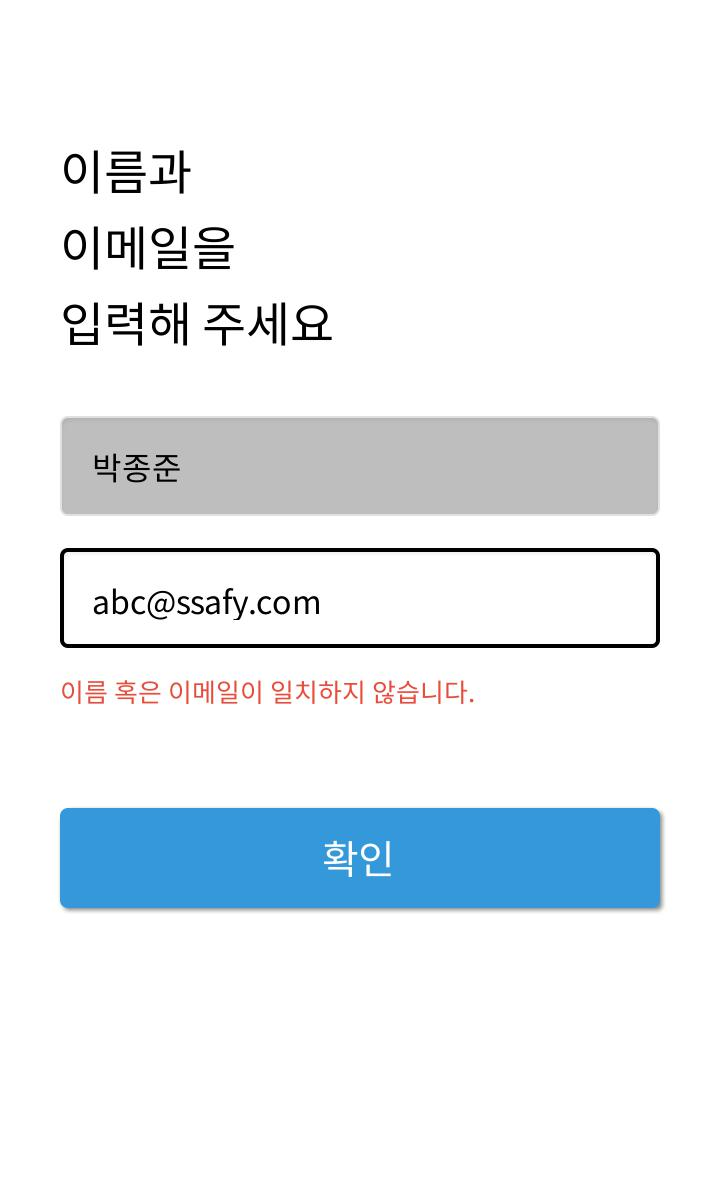 이름과
이메일을
입력해 주세요
박종준
abc@ssafy.com
이름 혹은 이메일이 일치하지 않습니다.
확인